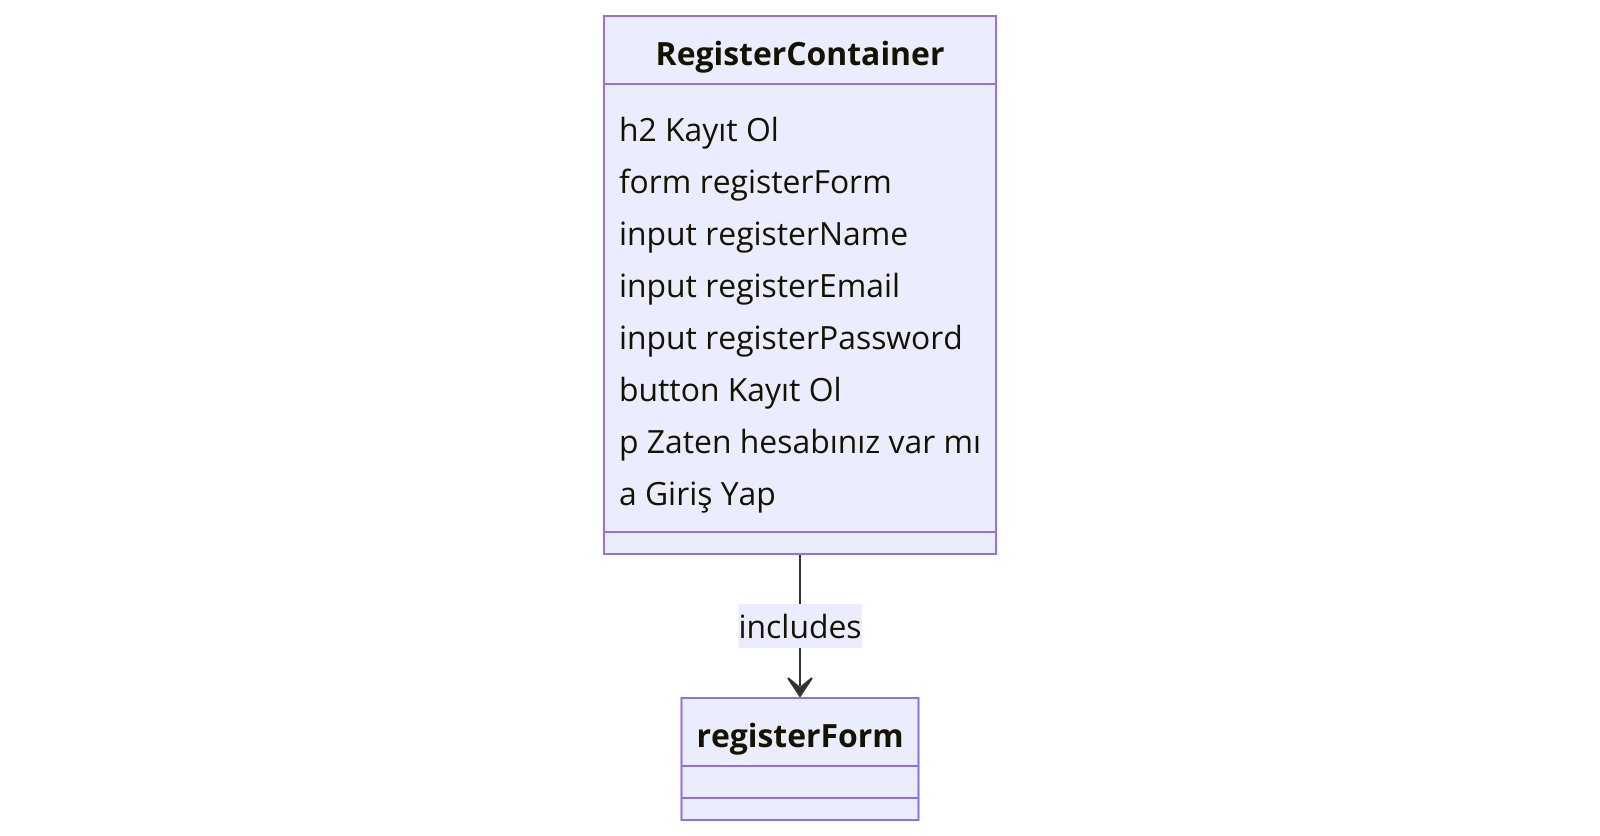 RegisterContainer
h2 Kayıt Ol
form registerForm
input registerName
input registerEmail
input registerPassword
button Kayıt Ol
p Zaten hesabınız var mı
a Giriş Yap
includes
registerForm